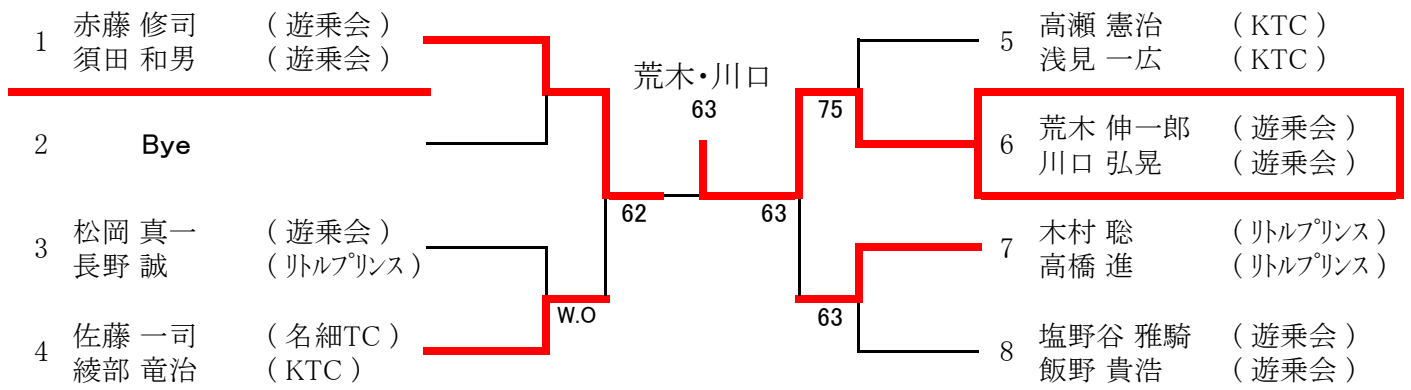 1 赤藤 修司 ( 遊乗会 )
須田 和男 ( 遊乗会 )
2 Bye
3 松岡 真一 ( 遊乗会 )
長野 誠 ( ﾘﾄﾙﾌﾟﾘﾝｽ )
4 佐藤 一司 ( 名細TC )
綾部 竜治 ( KTC )
W.O
62
荒木・川口
63
63
75
63
5 高瀬 憲治 ( KTC )
浅見 一広 ( KTC )
6 荒木 伸一郎 ( 遊乗会 )
川口 弘晃 ( 遊乗会 )
7 木村 聡 ( ﾘﾄﾙﾌﾟﾘﾝｽ )
高橋 進 ( ﾘﾄﾙﾌﾟﾘﾝｽ )
8 塩野谷 雅騎 ( 遊乗会 )
飯野 貴浩 ( 遊乗会 )